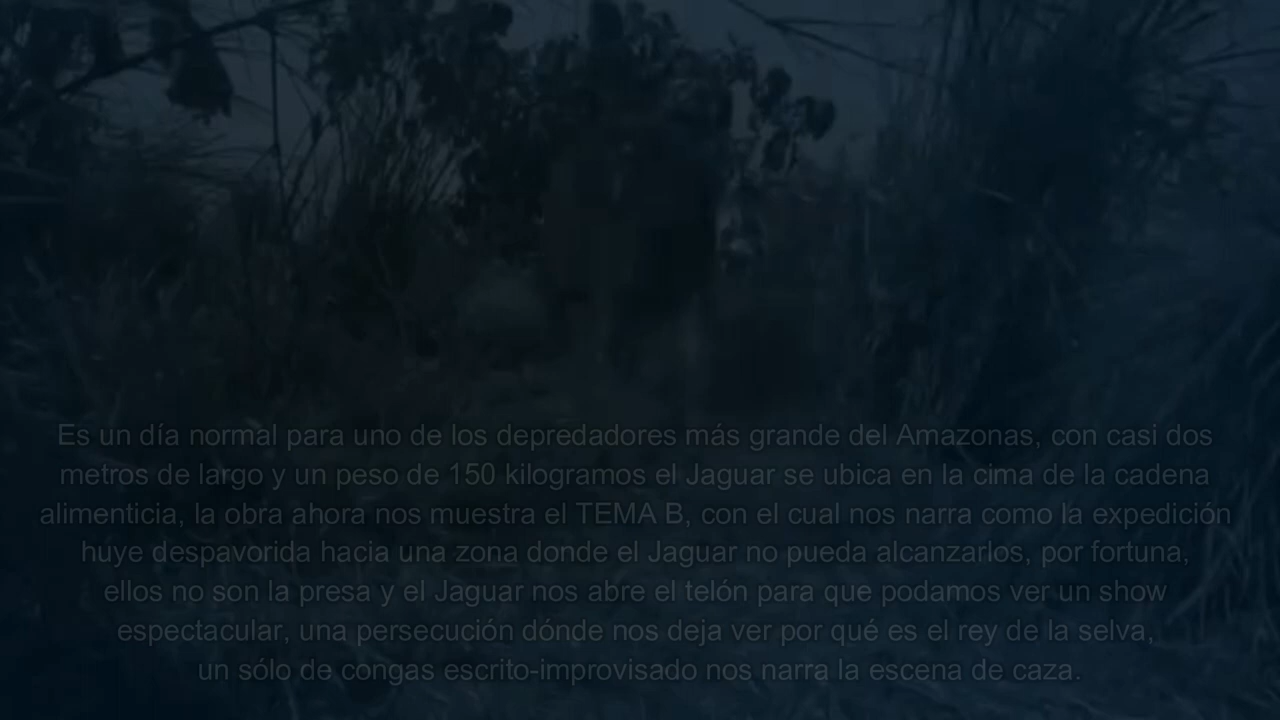 Es un día normal para uno de los depredadores más grande del Amazonas, con casi dos
metros de largo y un peso de 150 kilogramos el Jaguar se ubica en la cima de la cadena
alimenticia, la obra ahora nos muestra el TEMA B, con el cual nos narra como la expedición
huye despavorida hacia una zona donde el Jaguar no pueda alcanzarlos, por fortuna,
ellos no son la presa y el Jaguar nos abre el telón para que podamos ver un show
espectacular, una persecución dónde nos deja ver por qué es el rey de la selva,
un sólo de congas escrito-improvisado nos narra la escena de caza.